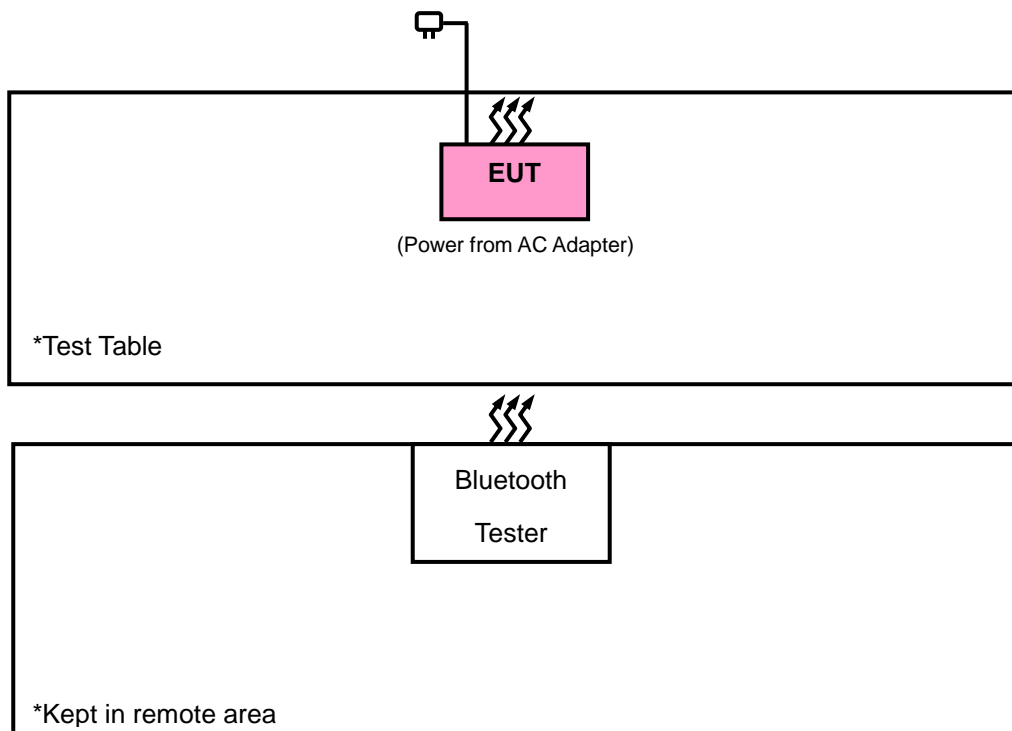 EUT
(Power from AC Adapter)
*Test Table
Bluetooth
Tester
*Kept in remote area